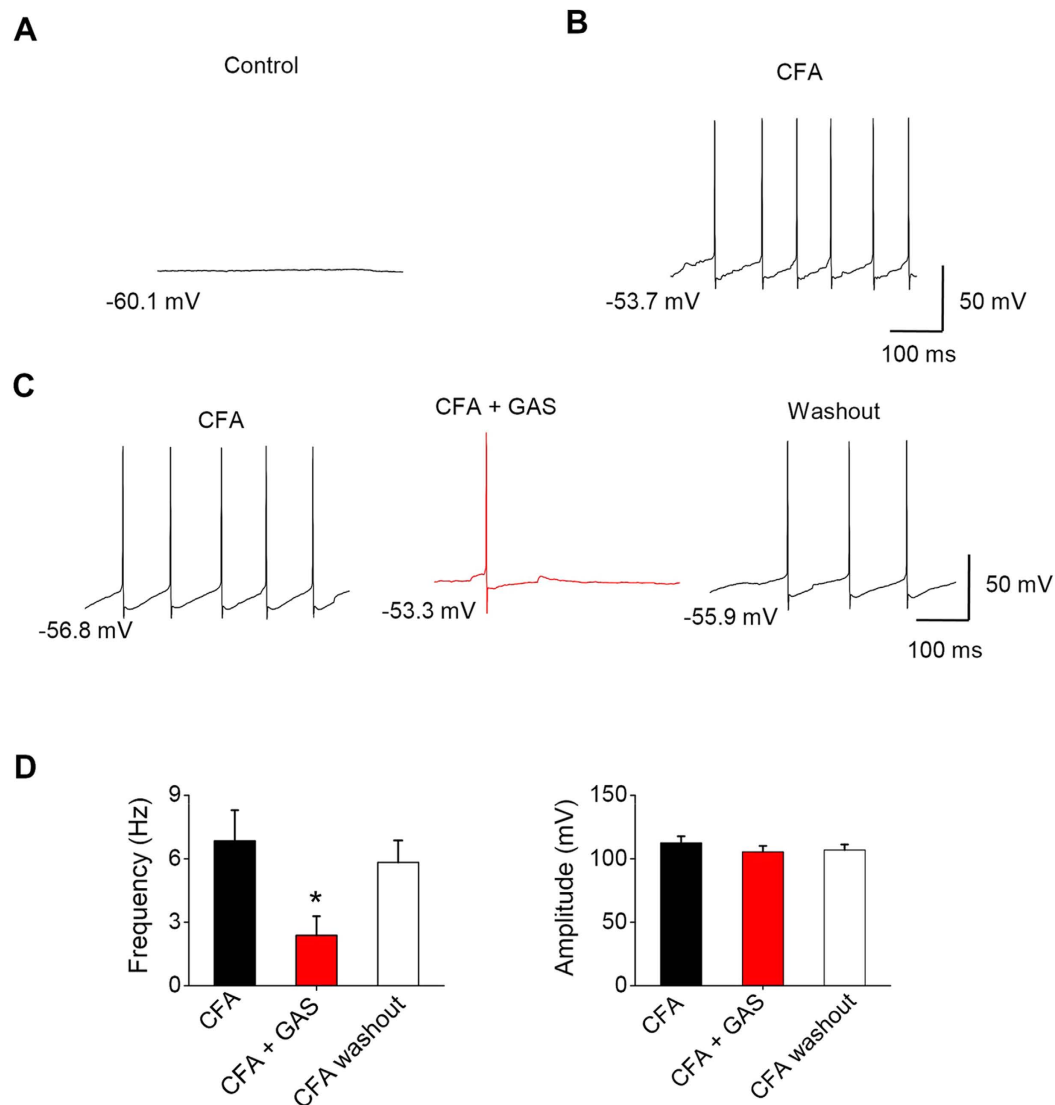 A
Control
-60.1 mV
B
CFA
-53.7 mV
50 mV
100 ms
C
CFA
-56.8 mV
CFA + GAS
-53.3 mV
Washout
-55.9 mV
50 mV
100 ms
D
Frequency (Hz)
9
6
3
0
*
CFA
CFA + GAS
CFA washout
Amplitude (mV)
150
100
50
0
CFA
CFA + GAS
CFA washout